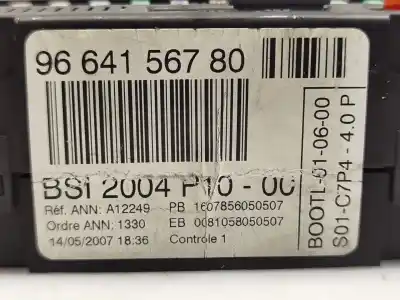 96 641 567 80
BSI 2004 P10 - 00
Réf. ANN: A12249 PB 1607856050507
Ordre ANN: 1330 EB 0081058050507
14/05/2007 18:36 Contrôle 1
BOOTL-01-06-00
S01-C7P4 - 4.0 P